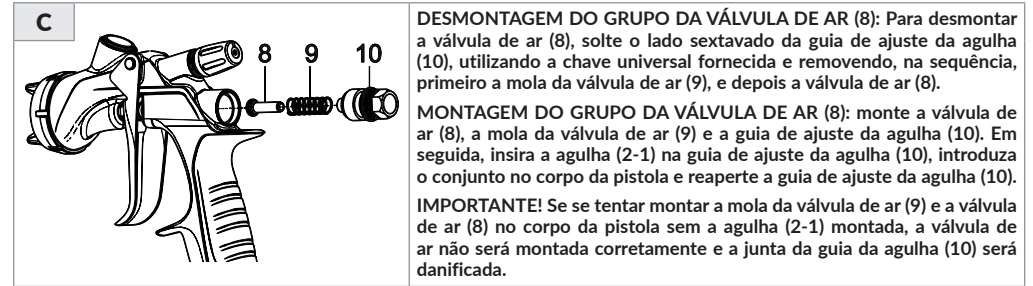 C
8 9 10
DESMONTAGEM DO GRUPO DA VÁLVULA DE AR (8): Para desmontar
a válvula de ar (8), solte o lado sextavado da guia de ajuste da agulha
(10), utilizando a chave universal fornecida e removendo, na sequência,
primeiro a mola da válvula de ar (9), e depois a válvula de ar (8).
MONTAGEM DO GRUPO DA VÁLVULA DE AR (8): monte a válvula de
ar (8), a mola da válvula de ar (9) e a guia de ajuste da agulha (10). Em
seguida, insira a agulha (2-1) na guia de ajuste da agulha (10), introduza
o conjunto no corpo da pistola e reaperte a guia de ajuste da agulha (10).
IMPORTANTE! Se se tentar montar a mola da válvula de ar (9) e a válvula
de ar (8) no corpo da pistola sem a agulha (2-1) montada, a válvula de
ar não será montada corretamente e a junta da guia da agulha (10) será
danificada.